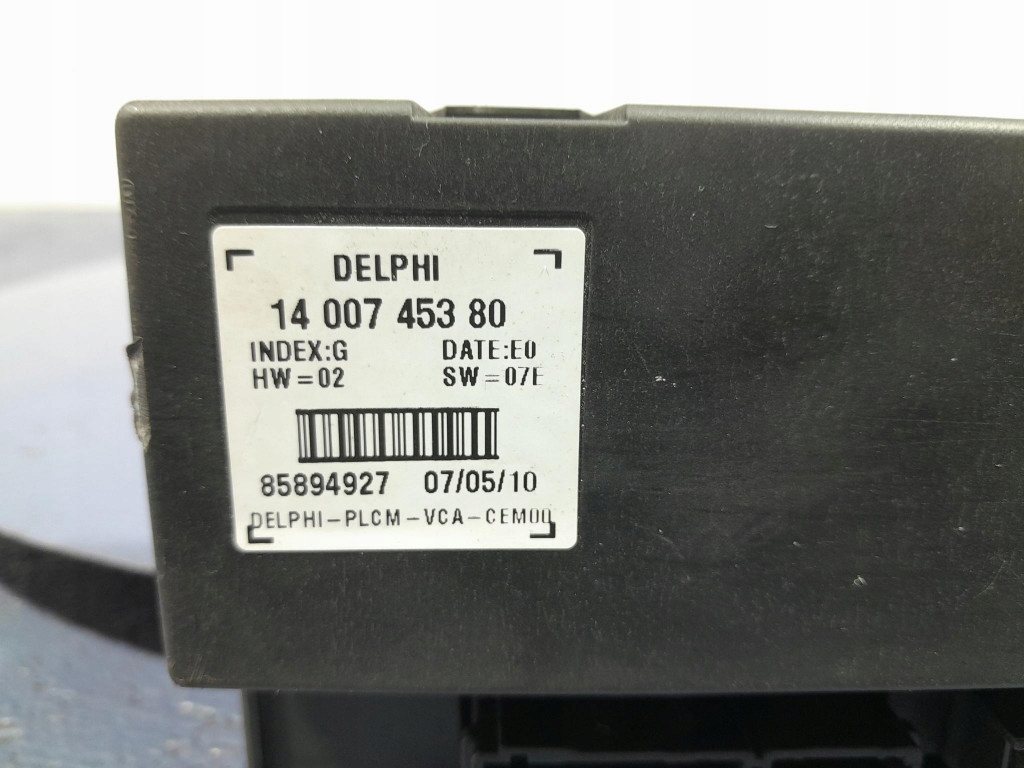 DELPHI
14 007 453 80
INDEX:G DATE:E0
HW=02 SW=07E
85894927 07/05/10
DELPHI-PLCM-VCA-CEM00